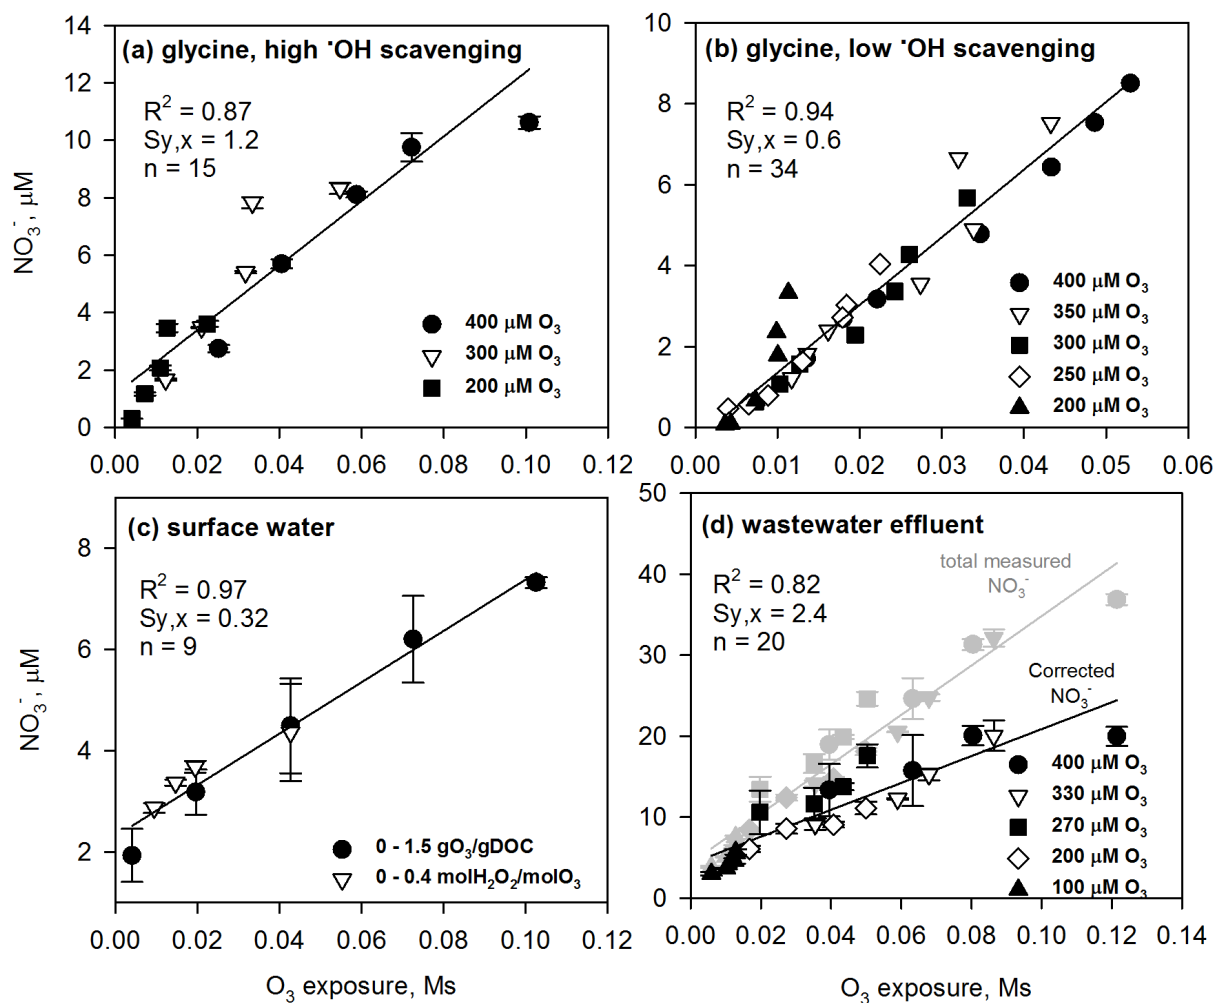 (a) glycine, high ˙OH scavenging
R² = 0.87
Sy,x = 1.2
n = 15
400 μM O₃
300 μM O₃
200 μM O₃
NO₃⁻, μM
14
12
10
8
6
4
2
0
0.00 0.02 0.04 0.06 0.08 0.10 0.12
(b) glycine, low ˙OH scavenging
R² = 0.94
Sy,x = 0.6
n = 34
400 μM O₃
350 μM O₃
300 μM O₃
250 μM O₃
200 μM O₃
10
8
6
4
2
0
0.00 0.01 0.02 0.03 0.04 0.05 0.06
(c) surface water
R² = 0.97
Sy,x = 0.32
n = 9
0 - 1.5 gO₃/gDOC
0 - 0.4 molH₂O₂/molO₃
NO₃⁻, μM
8
6
4
2
0.00 0.02 0.04 0.06 0.08 0.10 0.12
O₃ exposure, Ms
(d) wastewater effluent
total measured
NO₃⁻
R² = 0.82
Sy,x = 2.4
n = 20
Corrected
NO₃⁻
400 μM O₃
330 μM O₃
270 μM O₃
200 μM O₃
100 μM O₃
50
40
30
20
10
0
0.00 0.02 0.04 0.06 0.08 0.10 0.12 0.14
O₃ exposure, Ms